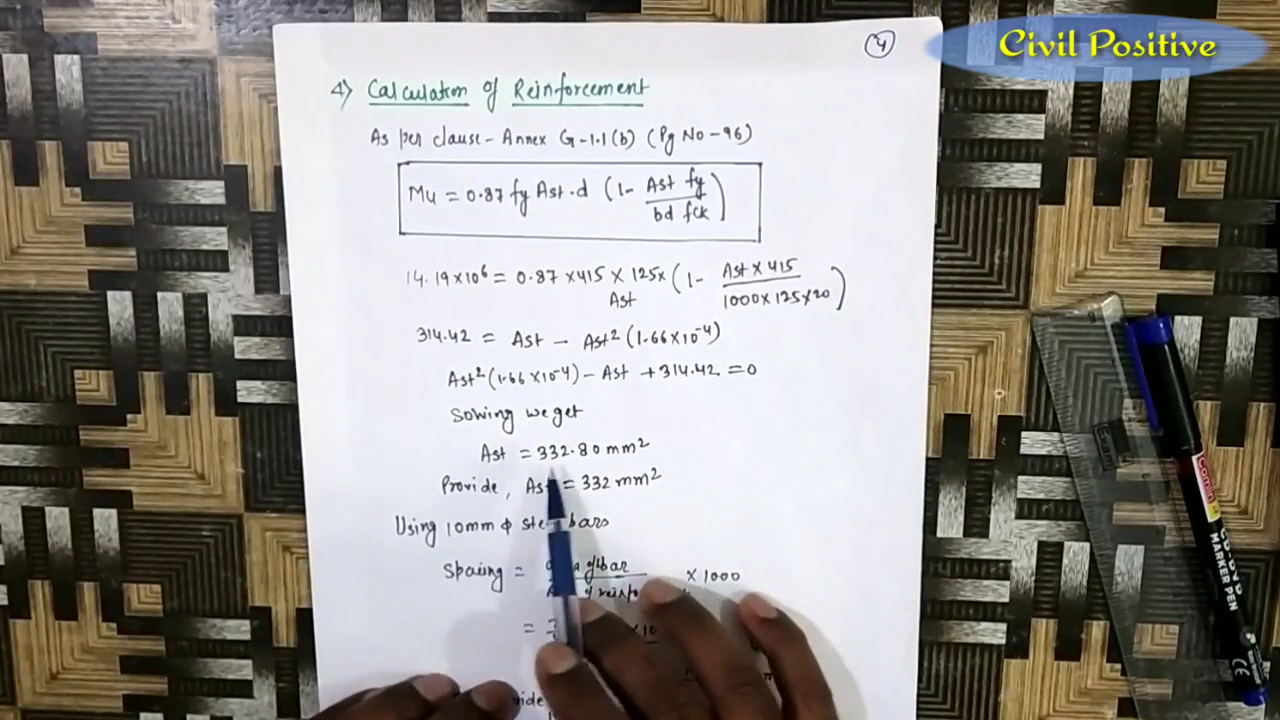 4
Civil Positive
4) Calculation of Reinforcement
As per clause - Annex G-1.1(b) (Pg No-96)
Mu = 0.87 fy Ast.d (1 - Ast fy / bd fck)
14.19×10⁶ = 0.87 ×415 × 125× Ast (1- Ast × 415 / 1000×125×20)
314.42 = Ast - Ast² (1.66×10⁻⁴)
Ast² (1.66×10⁻⁴) - Ast + 314.42 = 0
Solving we get
Ast = 332.80 mm²
Provide, Ast = 332 mm²
Using 10mm φ bars
Spacing = of bar × 1000
=